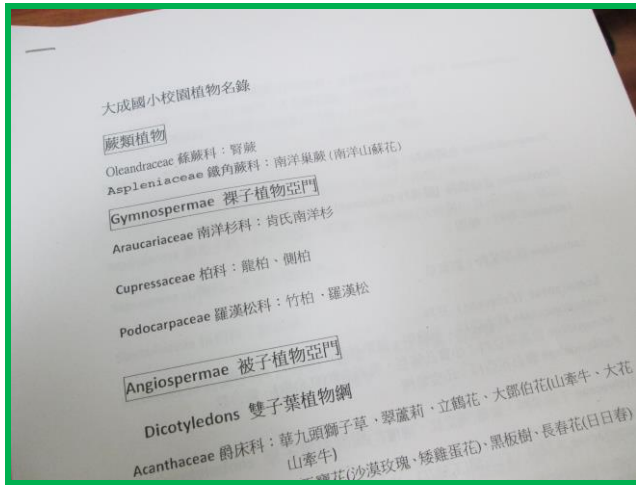 大成國小校園植物名錄
蕨類植物
Oleandraceae 蓧蕨科：腎蕨
Aspleniaceae 鐵角蕨科：南洋巢蕨 (南洋山蘇花)
Gymnospermae 裸子植物亞門
Araucariaceae 南洋杉科：肯氏南洋杉
Cupressaceae 柏科：龍柏、側柏
Podocarpaceae 羅漢松科：竹柏、羅漢松
Angiospermae 被子植物亞門
Dicotyledons 雙子葉植物綱
Acanthaceae 爵床科：華九頭獅子草、翠蘆莉、立鶴花、大鄧伯花(山牽牛、大花
山牽牛)
花(沙漠玫瑰、矮雞蛋花)、黑板樹、長春花(日日春)